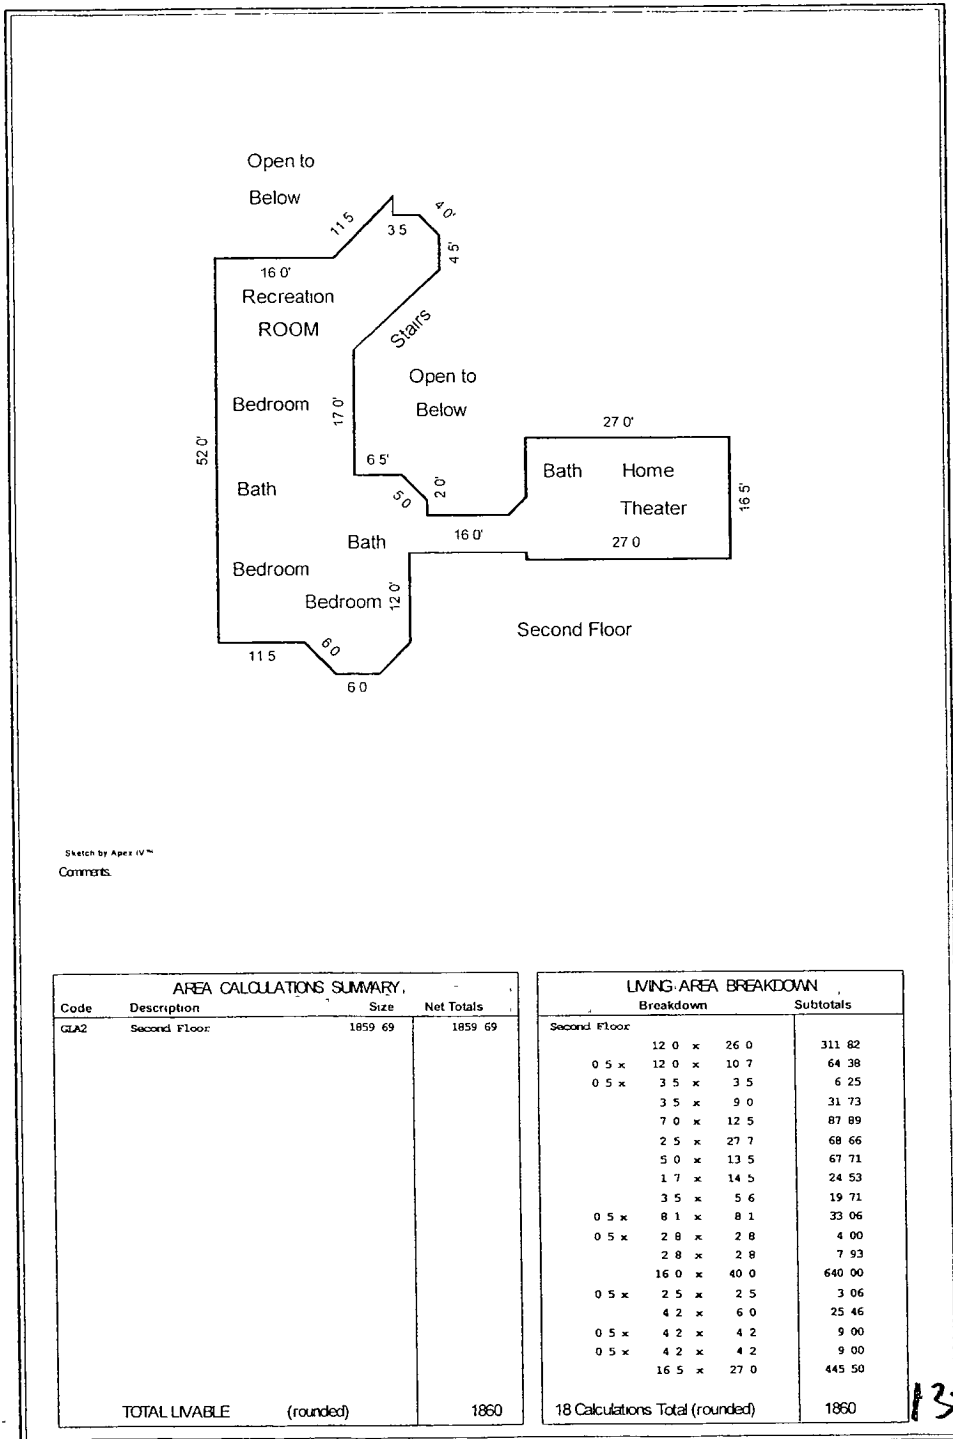 Open to
Below
11 5
3 5
4 0'
4 5'
16 0'
Recreation
ROOM
Stairs
Open to
Below
Bedroom
17 0'
27 0'
52 0'
6 5'
Bath
5 0
2 0'
Bath Home
Theater
16 5'
Bath
16 0'
27 0
Bedroom
Bedroom
12 0'
Second Floor
11 5
6 0
6 0
Sketch by Apex IV™
Comments.
AREA CALCULATIONS SUMMARY
Code Description Size Net Totals
GLA2 Second Floor 1859 69 1859 69
TOTAL LIVABLE (rounded) 1860
LIVING AREA BREAKDOWN
Breakdown Subtotals
Second Floor
12 0 x 26 0 311 82
0 5 x 12 0 x 10 7 64 38
0 5 x 3 5 x 3 5 6 25
3 5 x 9 0 31 73
7 0 x 12 5 87 89
2 5 x 27 7 68 66
5 0 x 13 5 67 71
1 7 x 14 5 24 53
3 5 x 5 6 19 71
0 5 x 8 1 x 8 1 33 06
0 5 x 2 8 x 2 8 4 00
2 8 x 2 8 7 93
16 0 x 40 0 640 00
0 5 x 2 5 x 2 5 3 06
4 2 x 6 0 25 46
0 5 x 4 2 x 4 2 9 00
0 5 x 4 2 x 4 2 9 00
16 5 x 27 0 445 50
18 Calculations Total (rounded) 1860